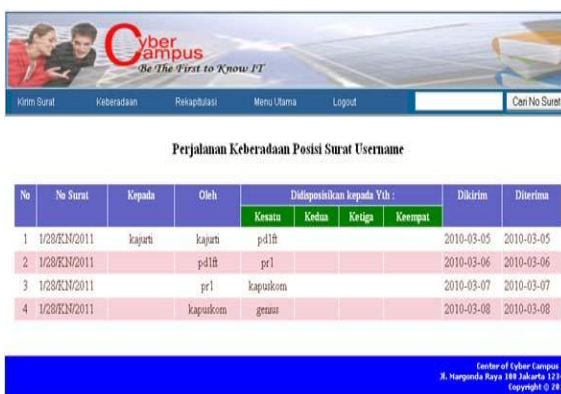 Cyber
Campus
Be The First to Know IT
Kirim Surat Keberadaan Rekapitulasi Menu Utama Logout Cari No Surat
Perjalanan Keberadaan Posisi Surat Username
No No Surat Kepada Oleh Didisposisikan kepada Yth : Dikirim Diterima
Kesatu Kedua Ketiga Keempat
1 1/28/KN/2011 kajurti kajurti pd1ft 2010-03-05 2010-03-05
2 1/28/KN/2011 pd1ft pr1 2010-03-06 2010-03-06
3 1/28/KN/2011 pr1 kapuskom 2010-03-07 2010-03-07
4 1/28/KN/2011 kapuskom genius 2010-03-08 2010-03-08
Center of Cyber Campus
Jl. Margonda Raya 100 Jakarta 123
Copyright © 20